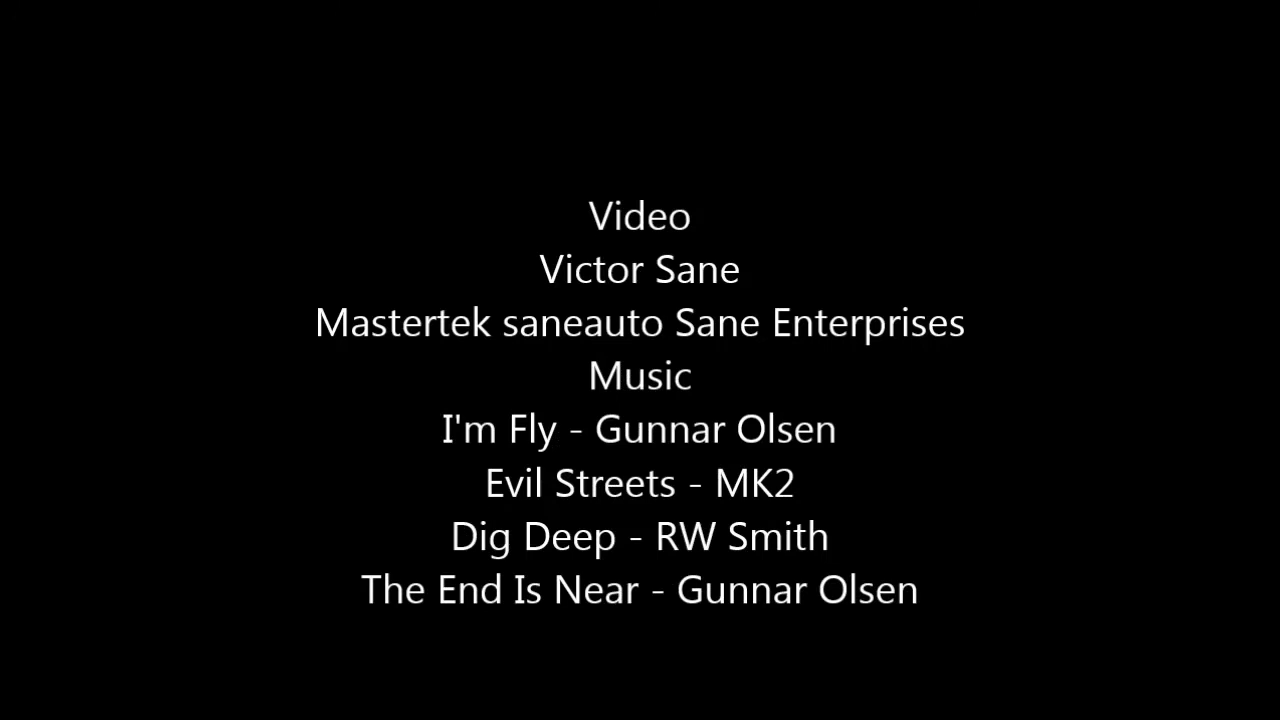 Video
Victor Sane
Mastertek saneauto Sane Enterprises
Music
I'm Fly - Gunnar Olsen
Evil Streets - MK2
Dig Deep - RW Smith
The End Is Near - Gunnar Olsen